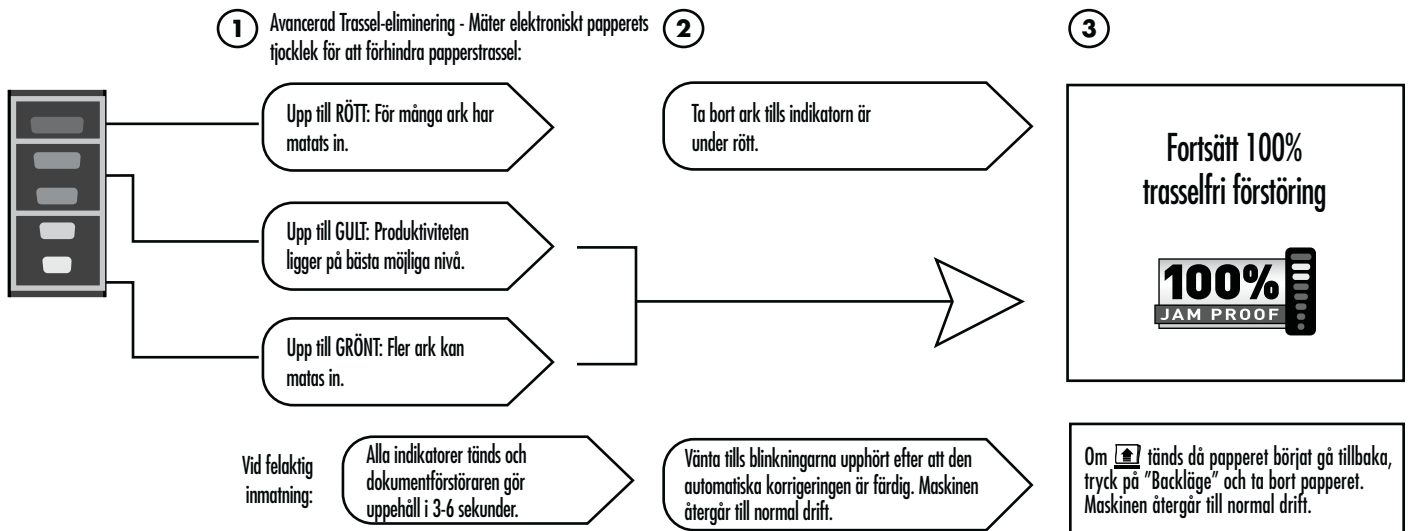 1 Avancerad Trassel-eliminering - Mäter elektroniskt papperets
tjocklek för att förhindra papperstrassel:
Upp till RÖTT: För många ark har
matats in.
Upp till GULT: Produktiviteten
ligger på bästa möjliga nivå.
Upp till GRÖNT: Fler ark kan
matas in.
2
Ta bort ark tills indikatorn är
under rött.
3
Fortsätt 100%
trasselfri förstöring
100%
JAM PROOF
Vid felaktig
inmatning:
Alla indikatorer tänds och
dokumentförstöraren gör
uppehåll i 3-6 sekunder.
Vänta tills blinkningarna upphört efter att den
automatiska korrigeringen är färdig. Maskinen
återgår till normal drift.
Om tänds då papperet börjat gå tillbaka,
tryck på ”Backläge” och ta bort papperet.
Maskinen återgår till normal drift.